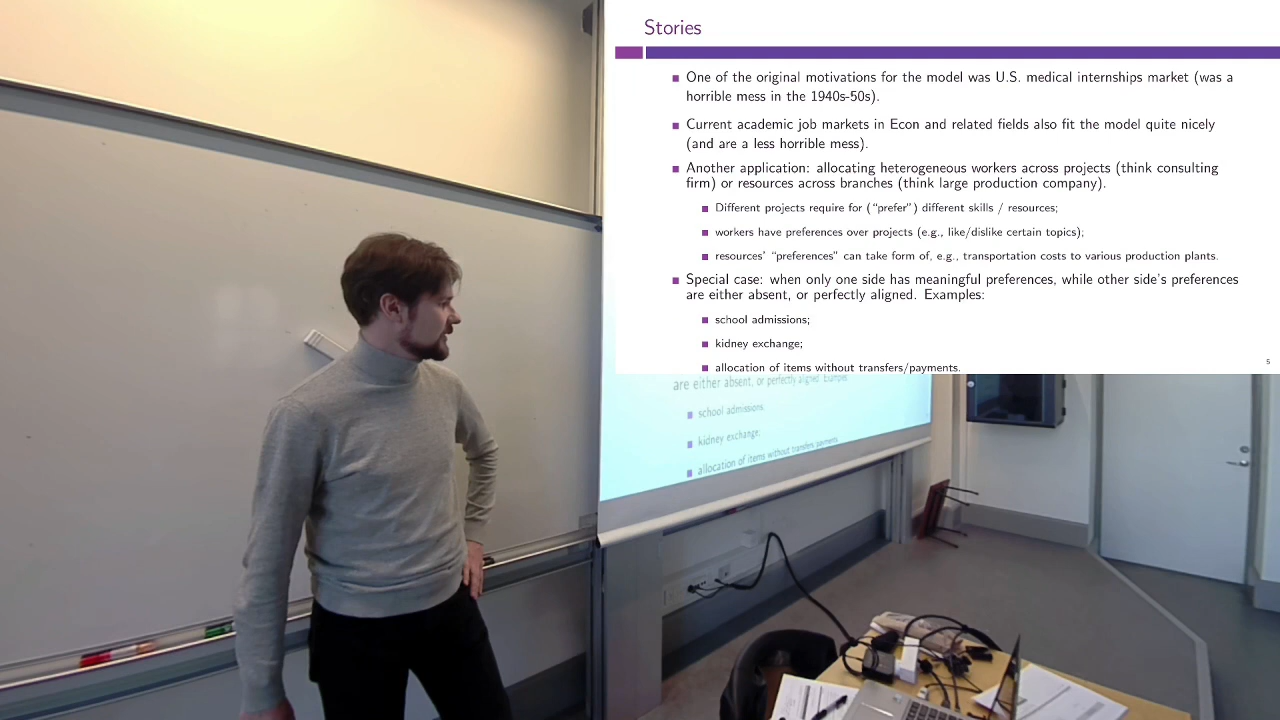 Stories
One of the original motivations for the model was U.S. medical internships market (was a
horrible mess in the 1940s-50s).
Current academic job markets in Econ and related fields also fit the model quite nicely
(and are a less horrible mess).
Another application: allocating heterogeneous workers across projects (think consulting
firm) or resources across branches (think large production company).
Different projects require for (“prefer”) different skills / resources;
workers have preferences over projects (e.g., like/dislike certain topics);
resources’ “preferences” can take form of, e.g., transportation costs to various production plants.
Special case: when only one side has meaningful preferences, while other side’s preferences
are either absent, or perfectly aligned. Examples:
school admissions;
kidney exchange;
allocation of items without transfers/payments.
5
are either absent, or perfectly aligned. Examples
school admissions
kidney exchange;
allocation of items without transfers payments